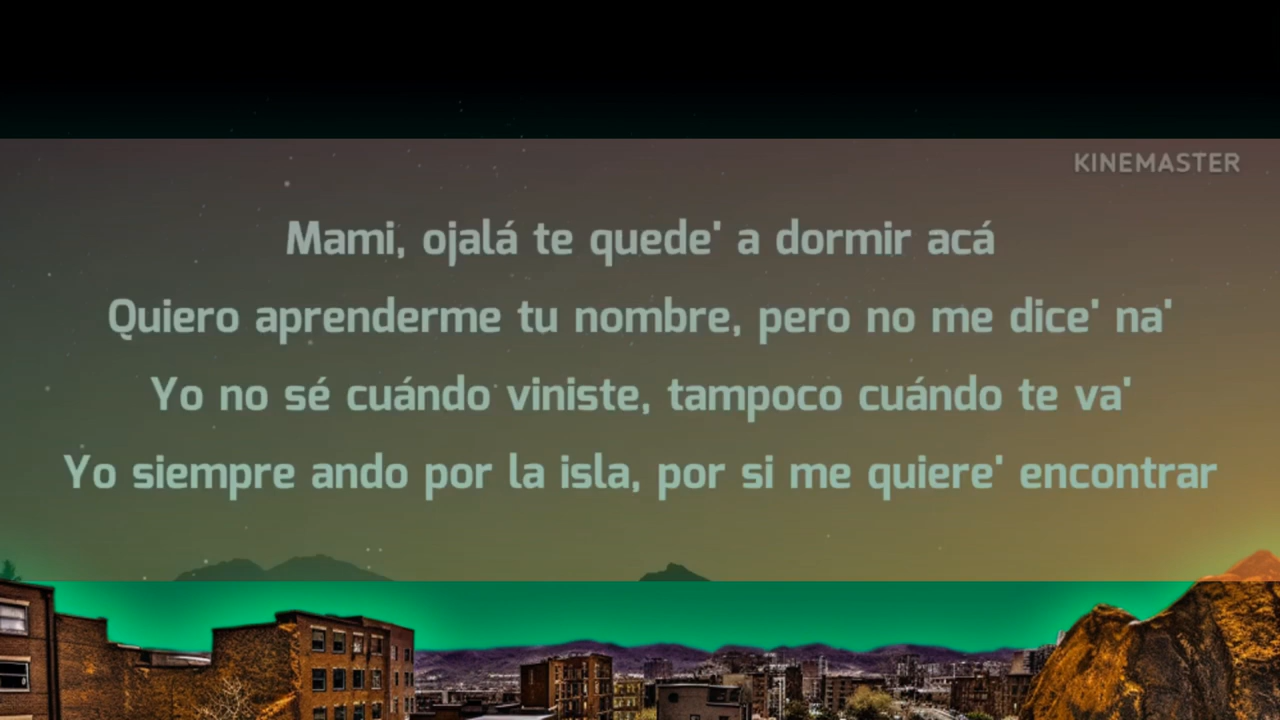 KINEMASTER
Mami, ojalá te quede' a dormir acá
Quiero aprenderme tu nombre, pero no me dice' na'
Yo no sé cuándo viniste, tampoco cuándo te va'
Yo siempre ando por la isla, por si me quiere' encontrar